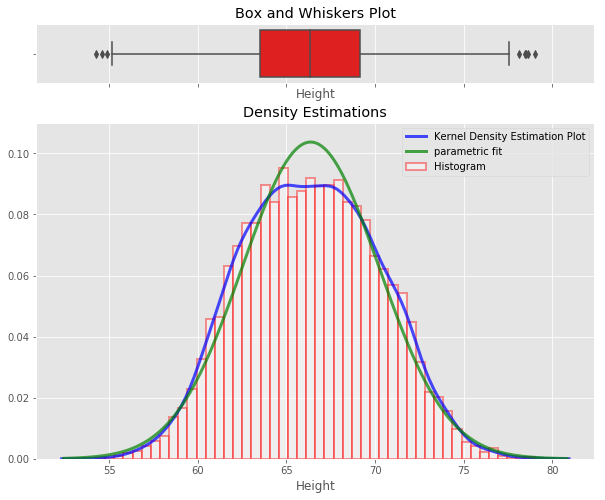 Box and Whiskers Plot
Height
Density Estimations
Kernel Density Estimation Plot
parametric fit
Histogram
0.10
0.08
0.06
0.04
0.02
0.00
55 60 65 70 75 80
Height